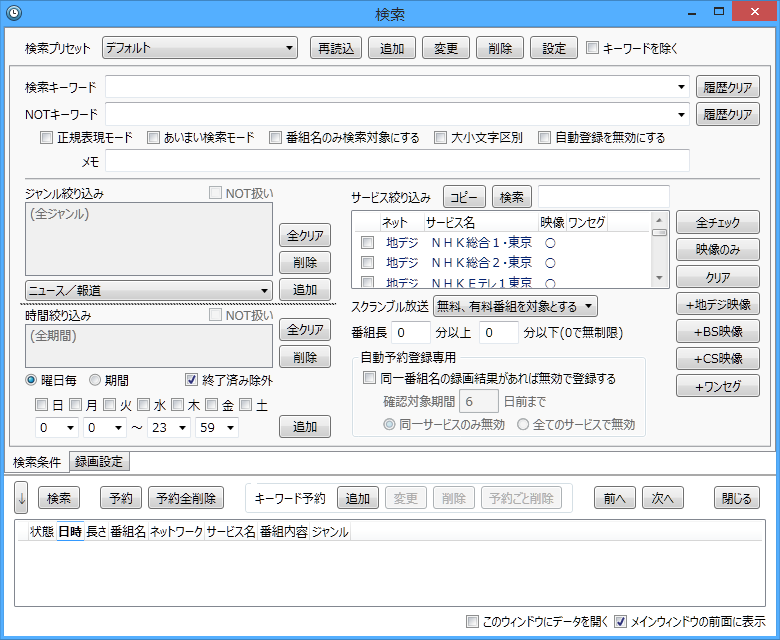 検索
検索プリセット デフォルト 再読込 追加 変更 削除 設定 キーワードを除く
検索キーワード 履歴クリア
NOTキーワード 履歴クリア
正規表現モード あいまい検索モード 番組名のみ検索対象にする 大小文字区別 自動登録を無効にする
メモ
ジャンル絞り込み NOT扱い
(全ジャンル)
全クリア
削除
ニュース／報道 追加
時間絞り込み NOT扱い
(全期間)
全クリア
削除
曜日毎 期間 終了済み除外
日 月 火 水 木 金 土
0 0 ～ 23 59 追加
サービス絞り込み コピー 検索
ネット サービス名 映像 ワンセグ
地デジ ＮＨＫ総合１・東京 ○
地デジ ＮＨＫ総合２・東京 ○
地デジ ＮＨＫＥテレ１東京 ○
全チェック
映像のみ
クリア
+地デジ映像
+BS映像
+CS映像
+ワンセグ
スクランブル放送 無料、有料番組を対象とする
番組長 0 分以上 0 分以下(0で無制限)
自動予約登録専用
同一番組名の録画結果があれば無効で登録する
確認対象期間 6 日前まで
同一サービスのみ無効 全てのサービスで無効
検索条件 録画設定
↓ 検索 予約 予約全削除 キーワード予約 追加 変更 削除 予約ごと削除 前へ 次へ 閉じる
状態 日時 長さ 番組名 ネットワーク サービス名 番組内容 ジャンル
このウィンドウにデータを開く メインウィンドウの前面に表示